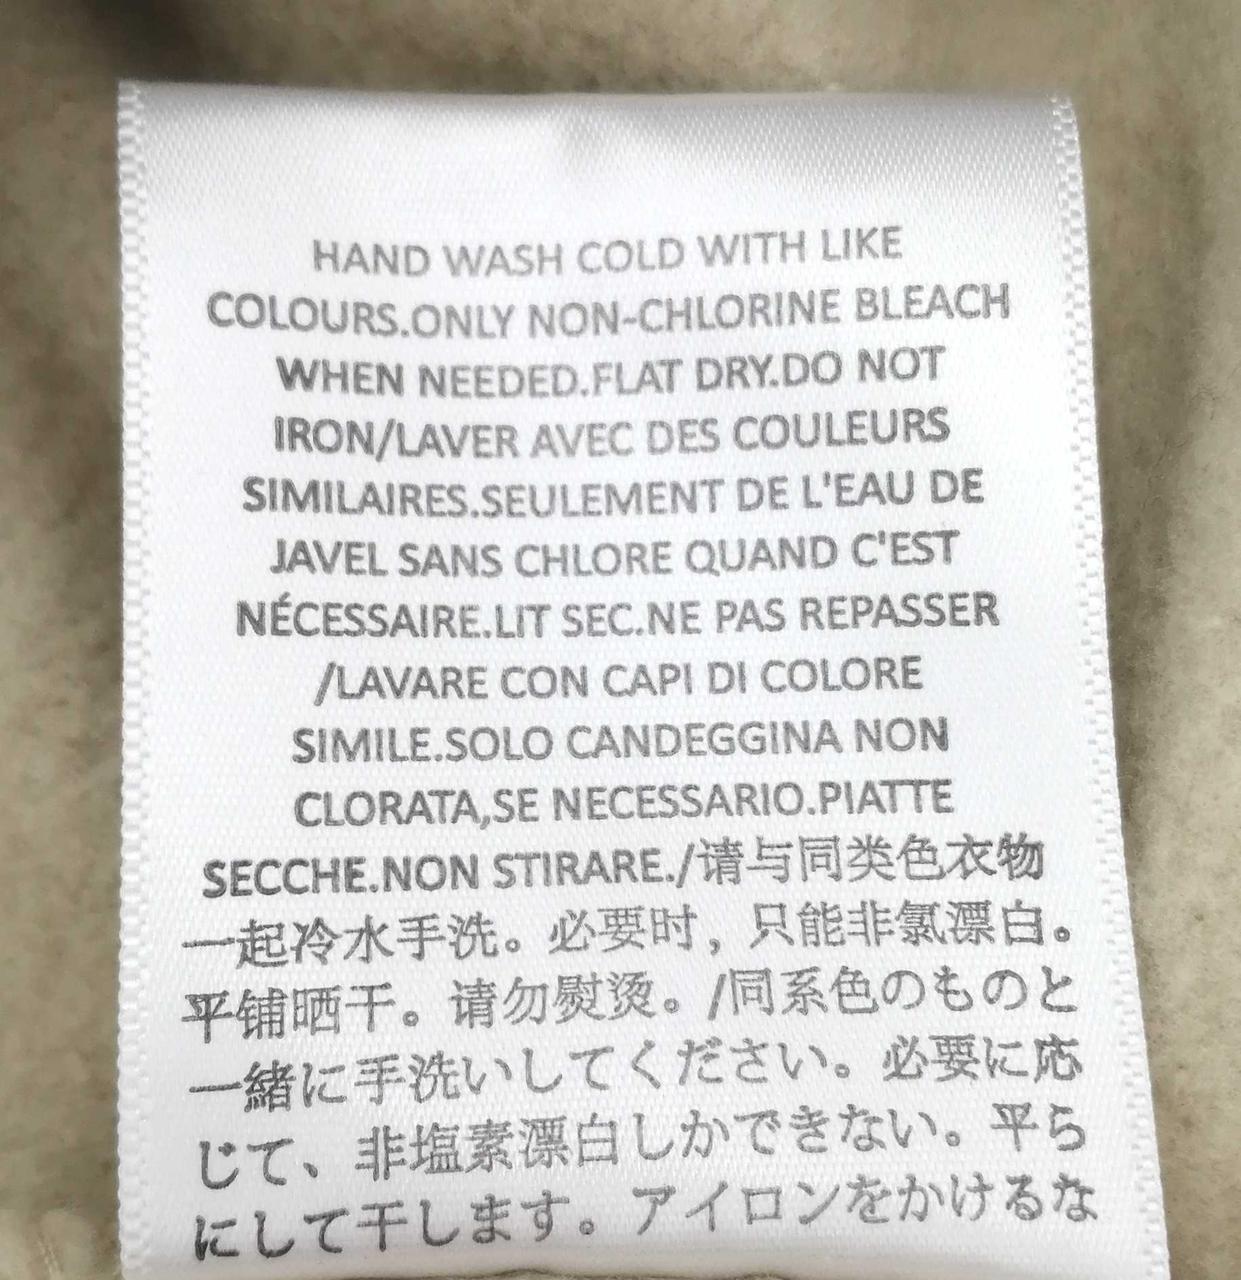 HAND WASH COLD WITH LIKE
COLOURS.ONLY NON-CHLORINE BLEACH
WHEN NEEDED.FLAT DRY.DO NOT
IRON/LAVER AVEC DES COULEURS
SIMILAIRES.SEULEMENT DE L'EAU DE
JAVEL SANS CHLORE QUAND C'EST
NÉCESSAIRE.LIT SEC.NE PAS REPASSER
/LAVARE CON CAPI DI COLORE
SIMILE.SOLO CANDEGGINA NON
CLORATA,SE NECESSARIO.PIATTE
SECCHE.NON STIRARE./请与同类色衣物
一起冷水手洗。必要时，只能非氯漂白。
平铺晒干。请勿熨烫。/同系色のものと
一緒に手洗いしてください。必要に応
じて、非塩素漂白しかできない。平ら
にして干します。アイロンをかけるな